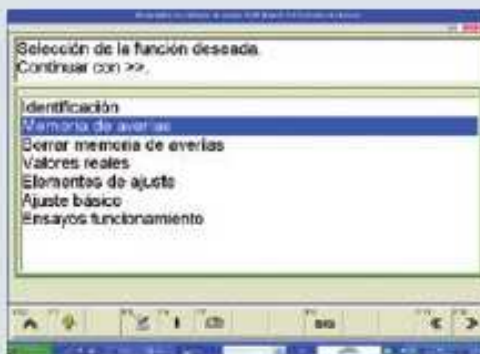 Selección de la función deseada.
Continuar con >>.
Identificación
Memoria de averías
Borrar memoria de averías
Valores reales
Elementos de ajuste
Ajuste básico
Ensayos funcionamiento